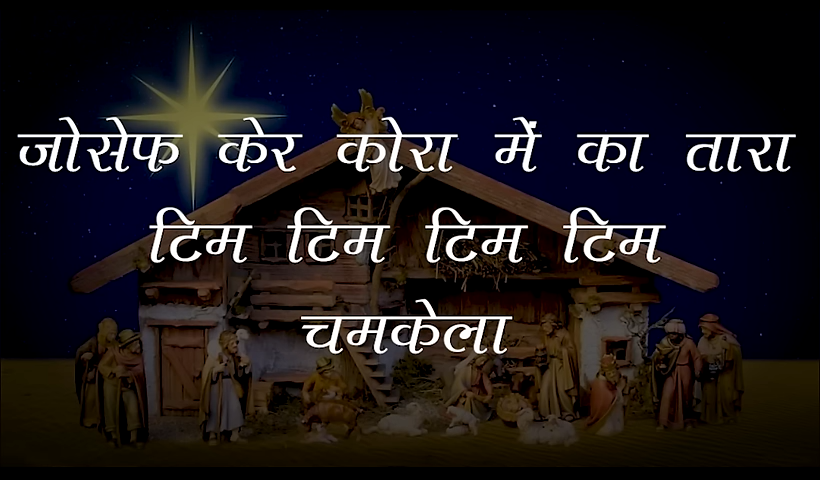 जोसेफ केर कोरा में का तारा
टिम टिम टिम टिम
चमकेला